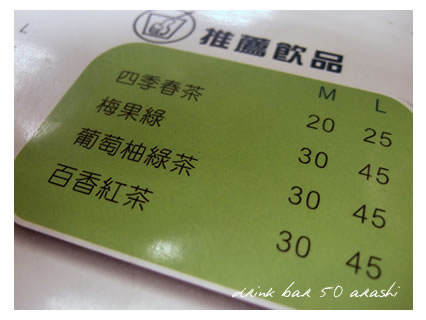 L
推薦飲品
M L
四季春茶 20 25
梅果綠 30 45
葡萄柚綠茶 30 45
百香紅茶 30 45
drink bar 50 arashi